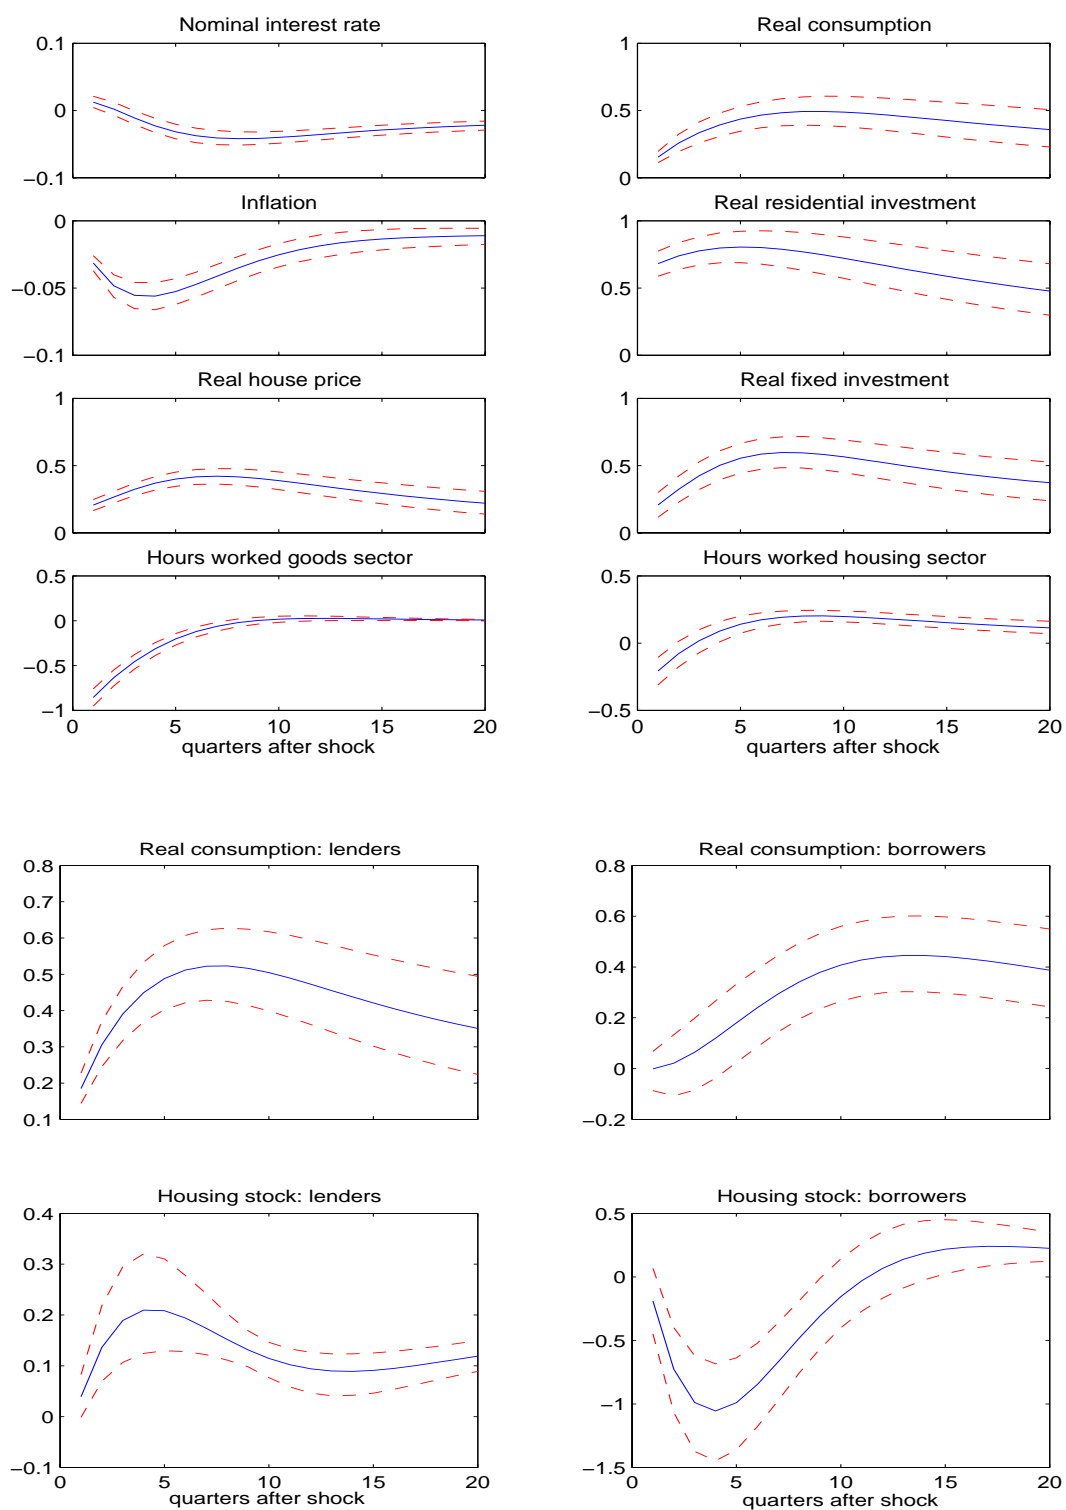 Nominal interest rate
0.1
0
−0.1
Real consumption
1
0.5
0
Inflation
0
−0.05
−0.1
Real residential investment
1
0.5
0
Real house price
1
0.5
0
Real fixed investment
1
0.5
0
Hours worked goods sector
0.5
0
−0.5
−1
0 5 10 15 20
quarters after shock
Hours worked housing sector
0.5
0
−0.5
0 5 10 15 20
quarters after shock
Real consumption: lenders
0.8
0.7
0.6
0.5
0.4
0.3
0.2
0.1
Real consumption: borrowers
0.8
0.6
0.4
0.2
0
−0.2
Housing stock: lenders
0.4
0.3
0.2
0.1
0
−0.1
0 5 10 15 20
quarters after shock
Housing stock: borrowers
0.5
0
−0.5
−1
−1.5
0 5 10 15 20
quarters after shock